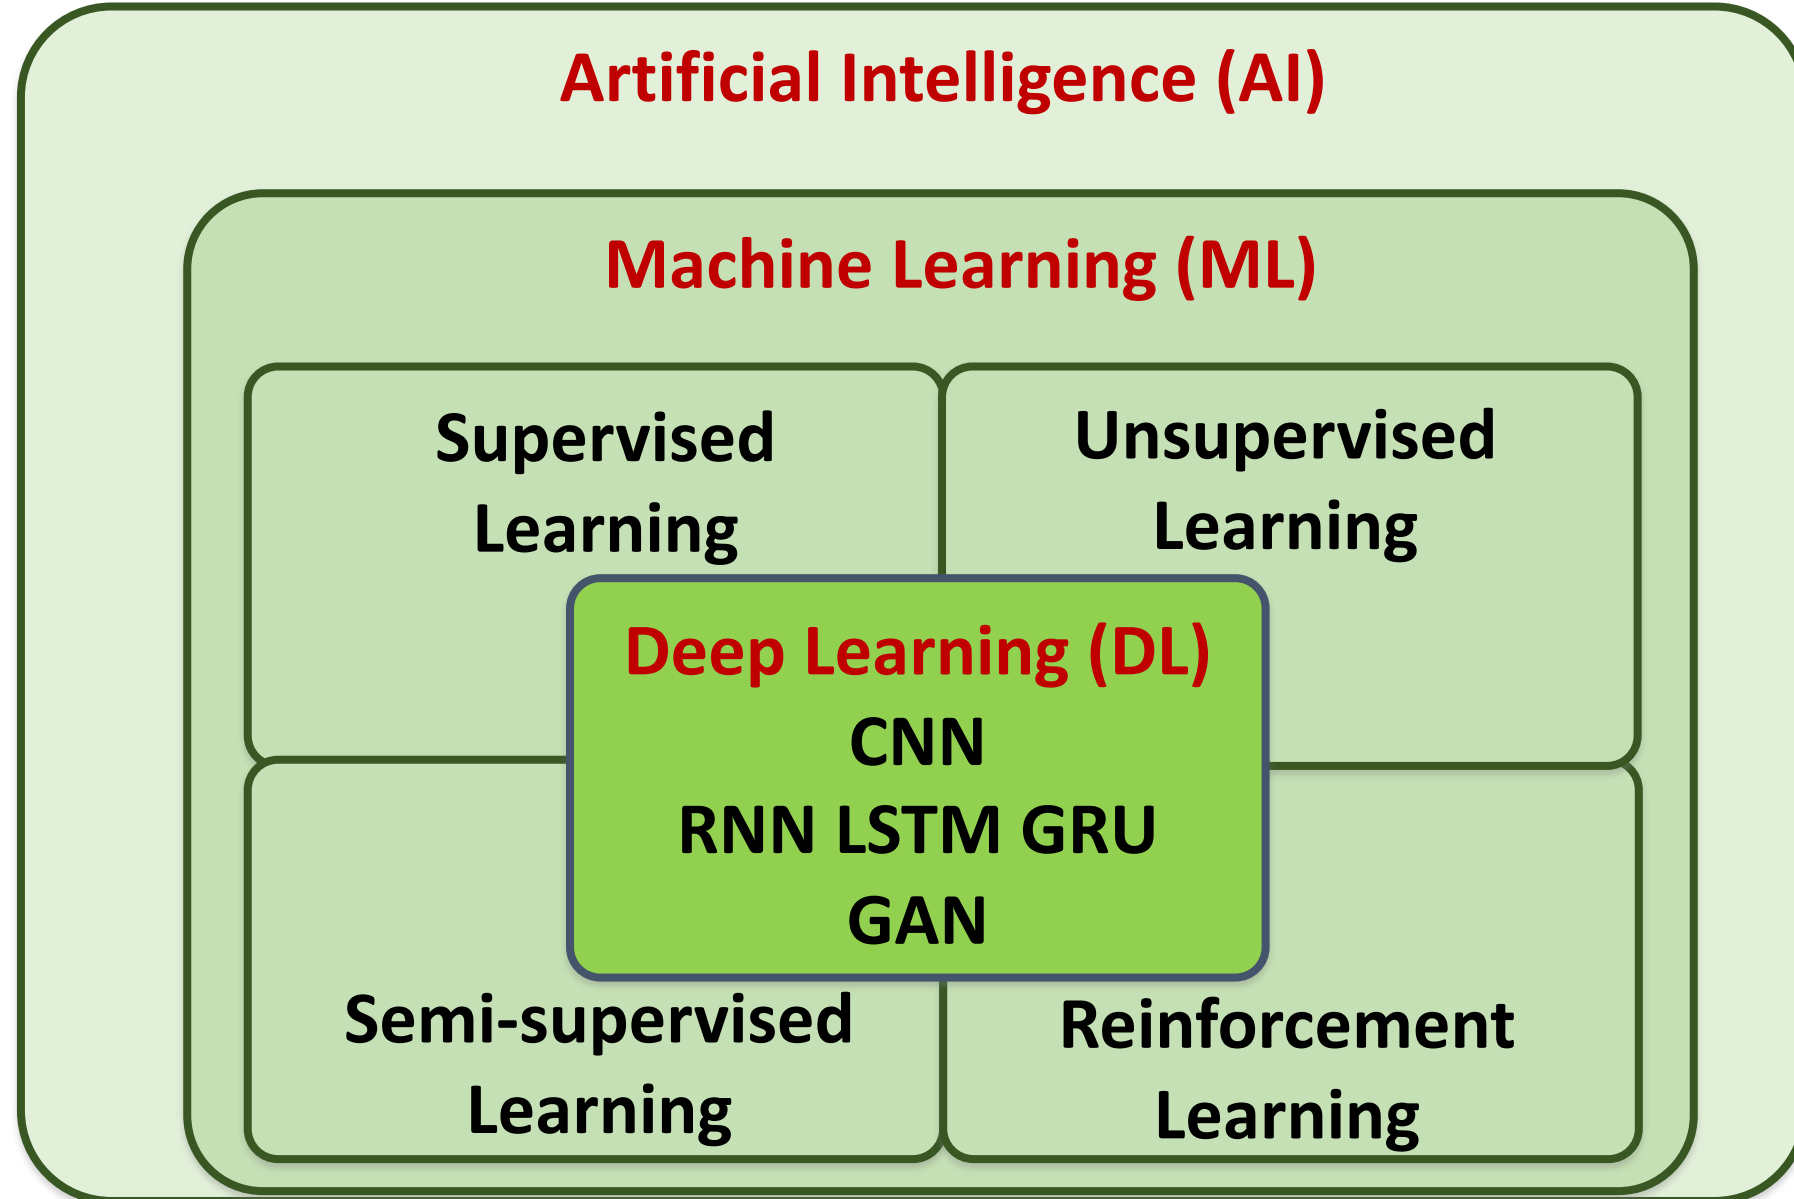 Artificial Intelligence (AI)
Machine Learning (ML)
Supervised
Learning
Unsupervised
Learning
Deep Learning (DL)
CNN
RNN LSTM GRU
GAN
Semi-supervised
Learning
Reinforcement
Learning